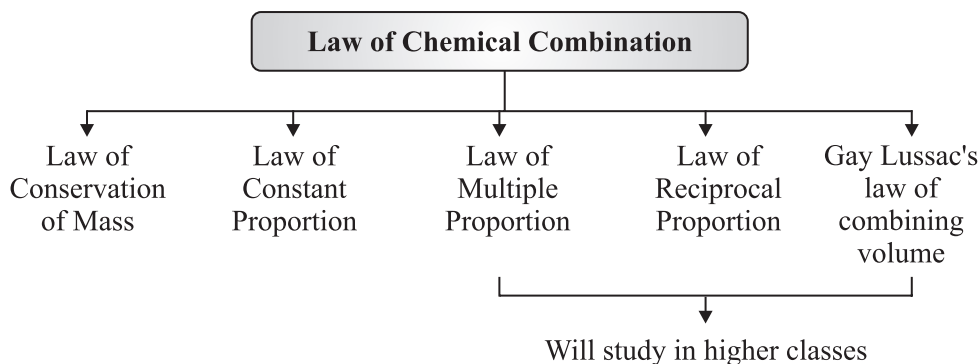 Law of Chemical Combination
Law of
Conservation
of Mass
Law of
Constant
Proportion
Law of
Multiple
Proportion
Law of
Reciprocal
Proportion
Gay Lussac's
law of
combining
volume
Will study in higher classes